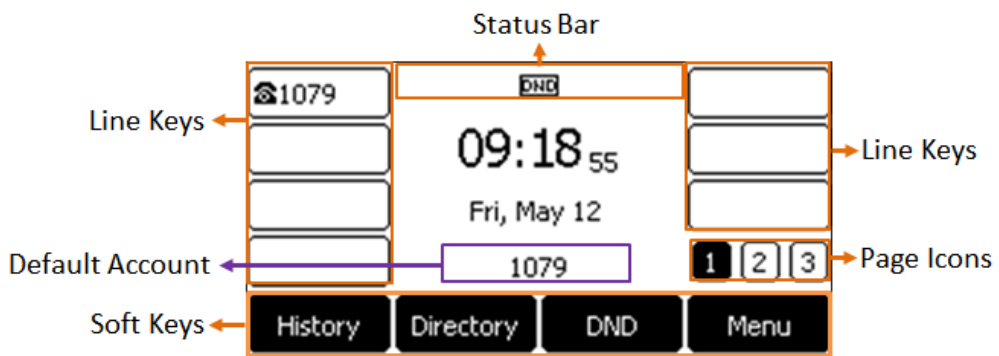 Status Bar
☎1079
DND
Line Keys
09:18 55
Line Keys
Fri, May 12
Default Account
1079
1 2 3
Page Icons
Soft Keys
History Directory DND Menu